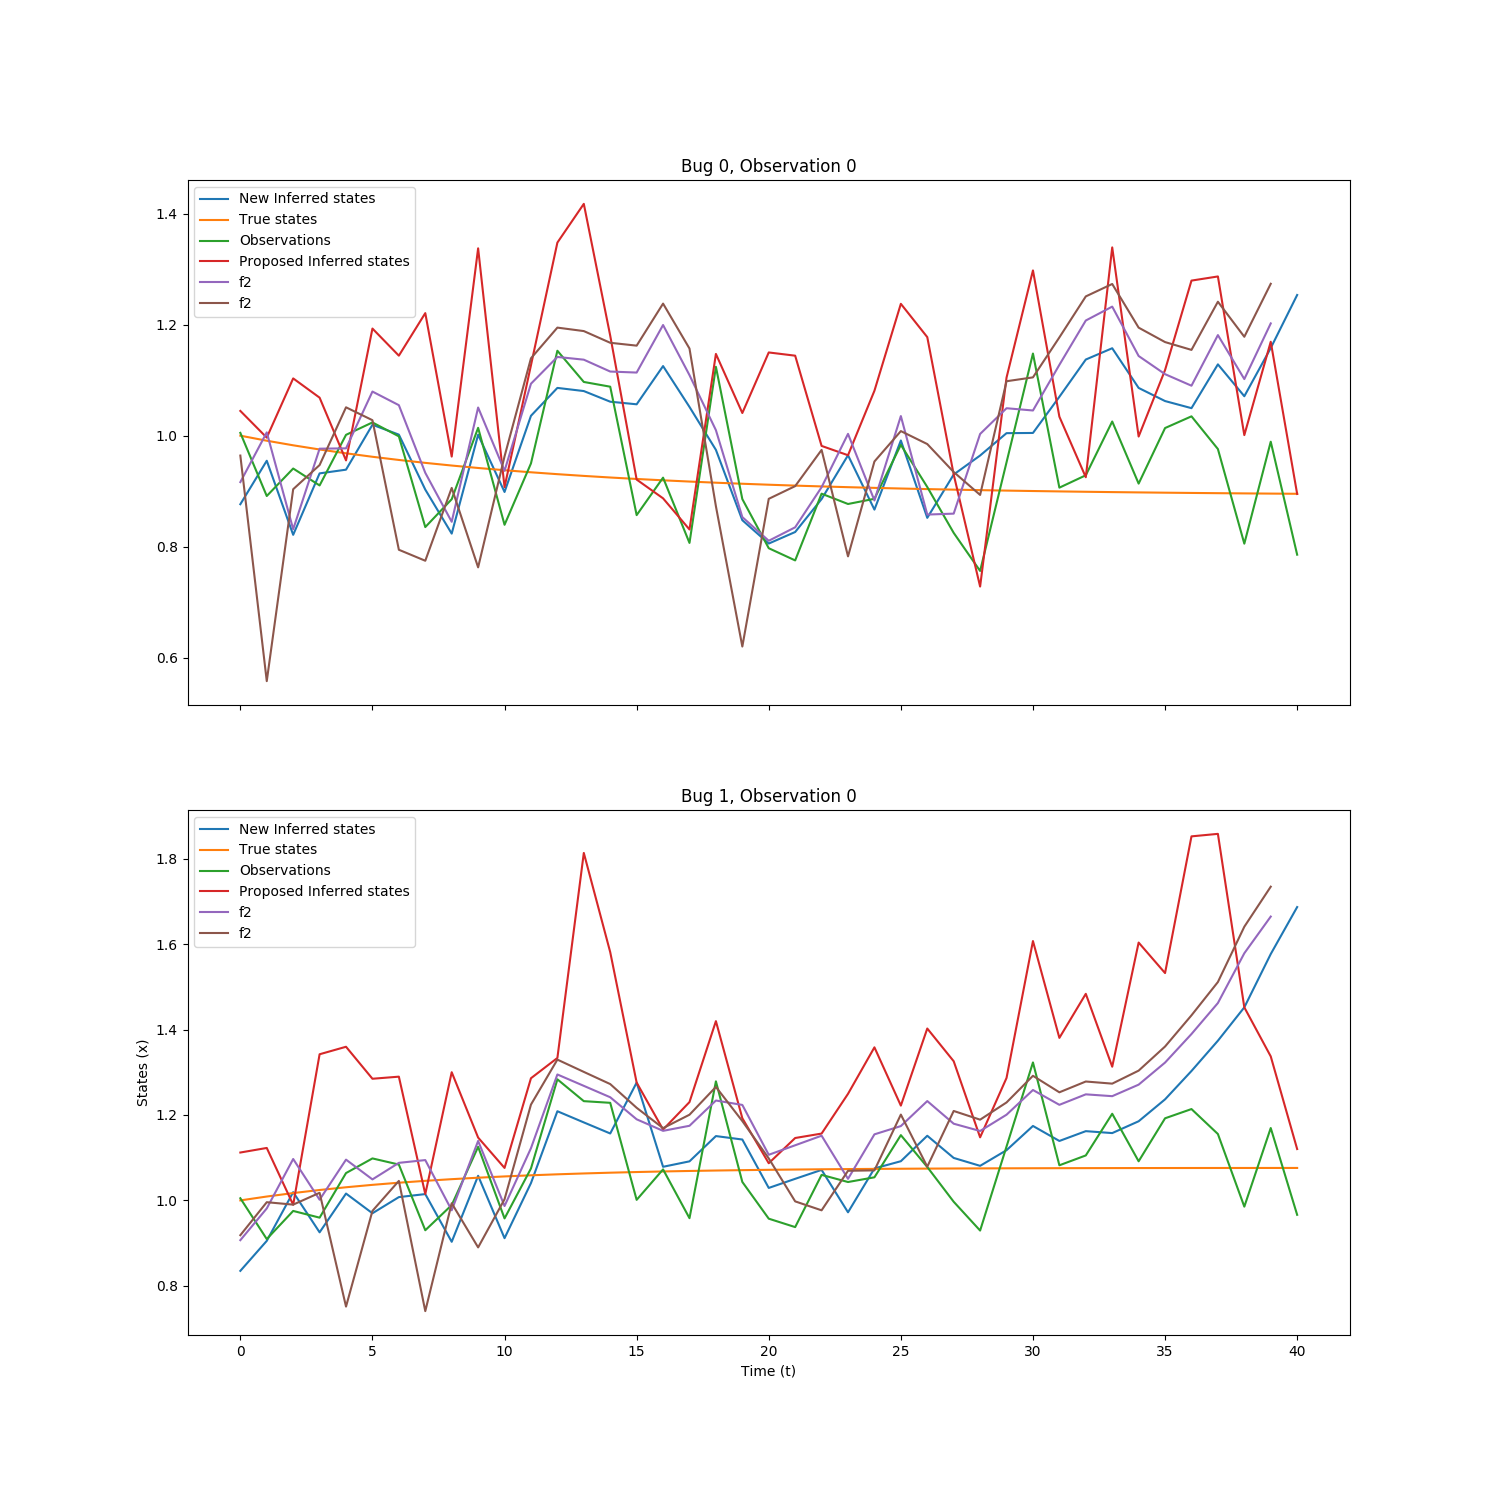 Bug 0, Observation 0
New Inferred states
True states
Observations
Proposed Inferred states
f2
f2
1.4
1.2
1.0
0.8
0.6
Bug 1, Observation 0
New Inferred states
True states
Observations
Proposed Inferred states
f2
f2
1.8
1.6
1.4
1.2
1.0
0.8
States (x)
0 5 10 15 20 25 30 35 40
Time (t)